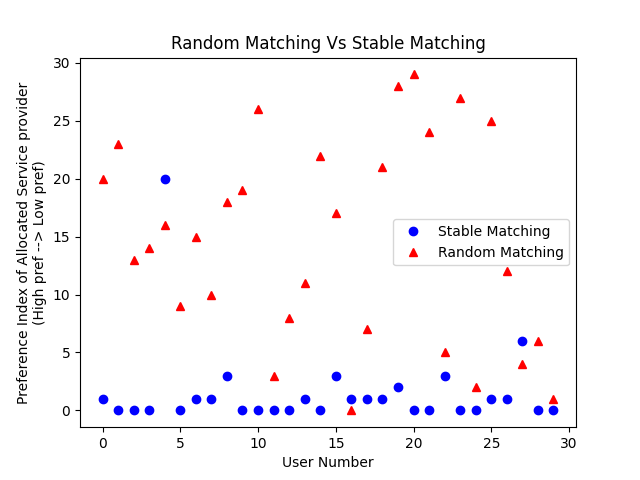 Random Matching Vs Stable Matching
Preference Index of Allocated Service provider
(High pref --> Low pref)
30
25
20
15
10
5
0
Stable Matching
Random Matching
0 5 10 15 20 25 30
User Number